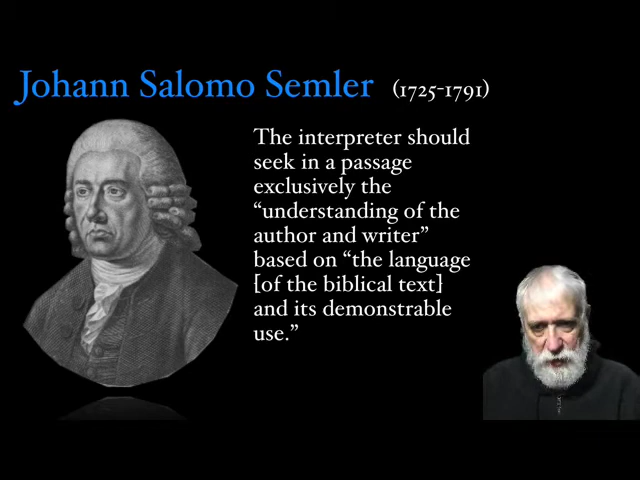 Johann Salomo Semler (1725-1791)
The interpreter should
seek in a passage
exclusively the
“understanding of the
author and writer”
based on “the language
[of the biblical text]
and its demonstrable
use.”